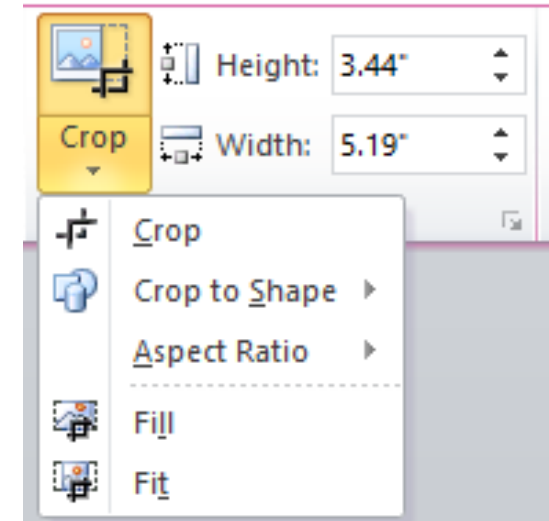 Height: 3.44"
Crop
Width: 5.19"
Crop
Crop to Shape
Aspect Ratio
Fill
Fit